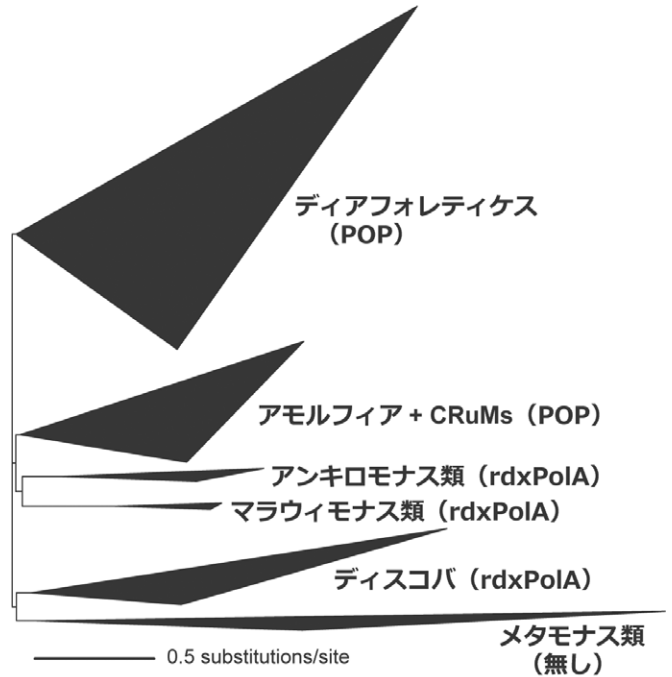 ディアフォレティケス
（POP）
アモルフィア + CRuMs（POP）
アンキロモナス類（rdxPolA）
マラウィモナス類（rdxPolA）
ディスコバ（rdxPolA）
メタモナス類
（無し）
0.5 substitutions/site